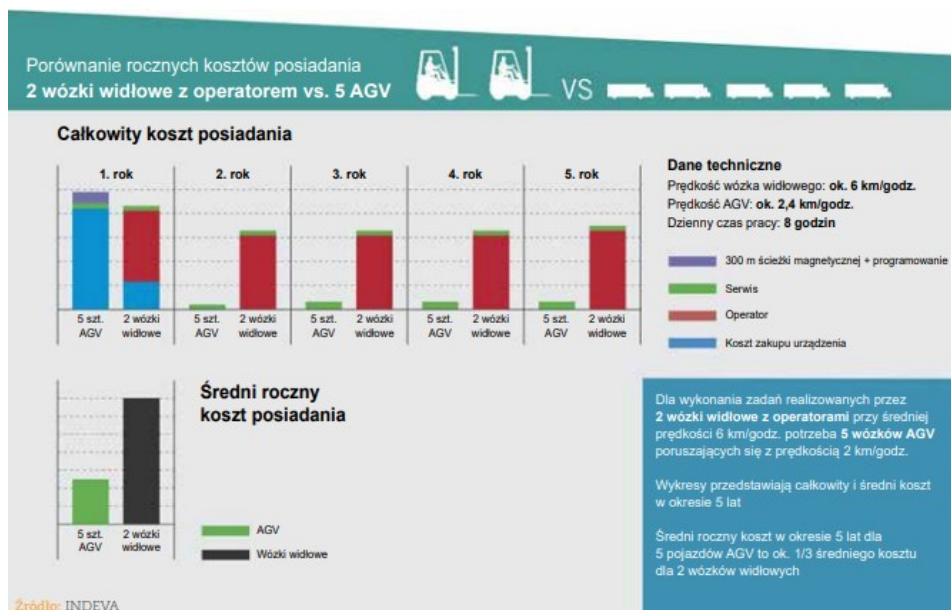 Porównanie rocznych kosztów posiadania
2 wózki widłowe z operatorem vs. 5 AGV
VS
Całkowity koszt posiadania
1. rok
2. rok
3. rok
4. rok
5. rok
5 szt.
AGV
2 wózki
widłowe
5 szt.
AGV
2 wózki
widłowe
5 szt.
AGV
2 wózki
widłowe
5 szt.
AGV
2 wózki
widłowe
5 szt.
AGV
2 wózki
widłowe
Dane techniczne
Prędkość wózka widłowego: ok. 6 km/godz.
Prędkość AGV: ok. 2,4 km/godz.
Dzienny czas pracy: 8 godzin
300 m ścieżki magnetycznej + programowanie
Serwis
Operator
Koszt zakupu urządzenia
Średni roczny
koszt posiadania
5 szt.
AGV
2 wózki
widłowe
AGV
Wózki widłowe
Dla wykonania zadań realizowanych przez
2 wózki widłowe z operatorami przy średniej
prędkości 6 km/godz. potrzeba 5 wózków AGV
poruszających się z prędkością 2 km/godz.
Wykresy przedstawiają całkowity i średni koszt
w okresie 5 lat
Średni roczny koszt w okresie 5 lat dla
5 pojazdów AGV to ok. 1/3 średniego kosztu
dla 2 wózków widłowych
Źródło: INDEVA